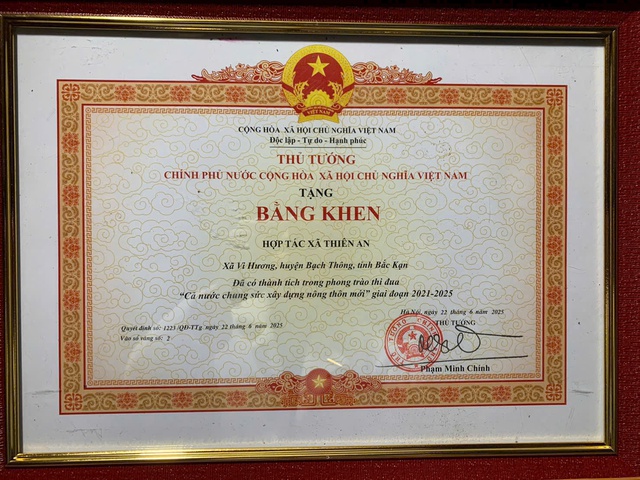 VIỆT NAM
CỘNG HÒA XÃ HỘI CHỦ NGHĨA VIỆT NAM
Độc lập - Tự do - Hạnh phúc
THỦ TƯỚNG
CHÍNH PHỦ NƯỚC CỘNG HÒA XÃ HỘI CHỦ NGHĨA VIỆT NAM
TẶNG
BẰNG KHEN
HỢP TÁC XÃ THIÊN AN
Xã Vi Hương, huyện Bạch Thông, tỉnh Bắc Kạn
Đã có thành tích trong phong trào thi đua
“Cả nước chung sức xây dựng nông thôn mới” giai đoạn 2021-2025
Hà Nội, ngày 22 tháng 6 năm 2025
THỦ TƯỚNG
Quyết định số: 1223 /QĐ-TTg ngày 22 tháng 6 năm 2025
Vào sổ vàng số: 2
Phạm Minh Chính